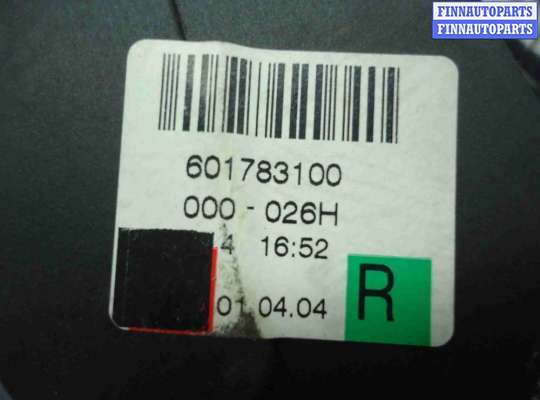 FINNAUTOPARTS
FINNAUTOPARTS
601783100
000 - 026H
4 16:52
01.04.04
R